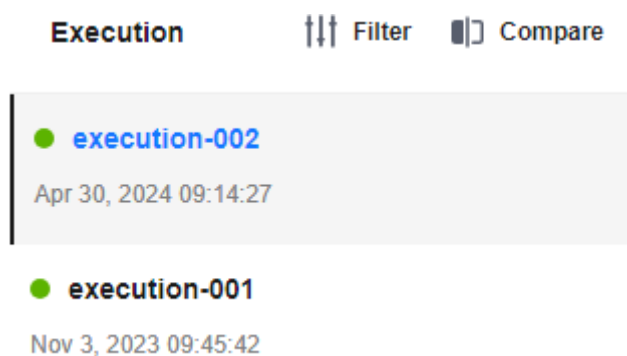 Execution Filter Compare
execution-002
Apr 30, 2024 09:14:27
execution-001
Nov 3, 2023 09:45:42